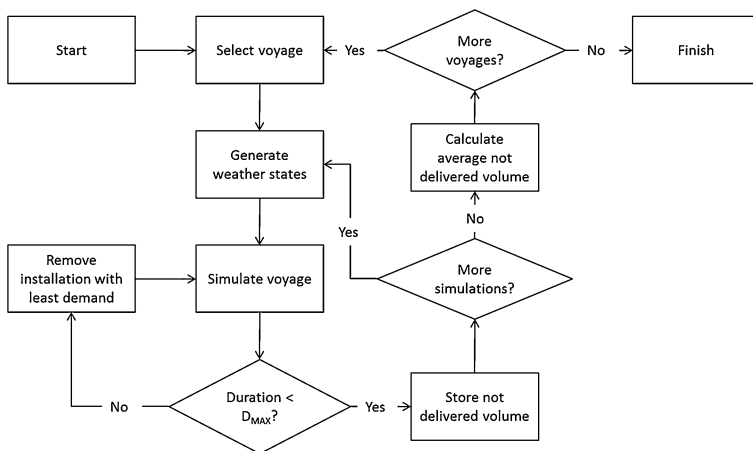 Start
Select voyage
Yes
More
voyages?
No
Finish
Generate
weather states
Calculate
average not
delivered volume
No
Yes
Remove
installation with
least demand
Simulate voyage
More
simulations?
No
Duration <
DMAX?
Yes
Store not
delivered volume